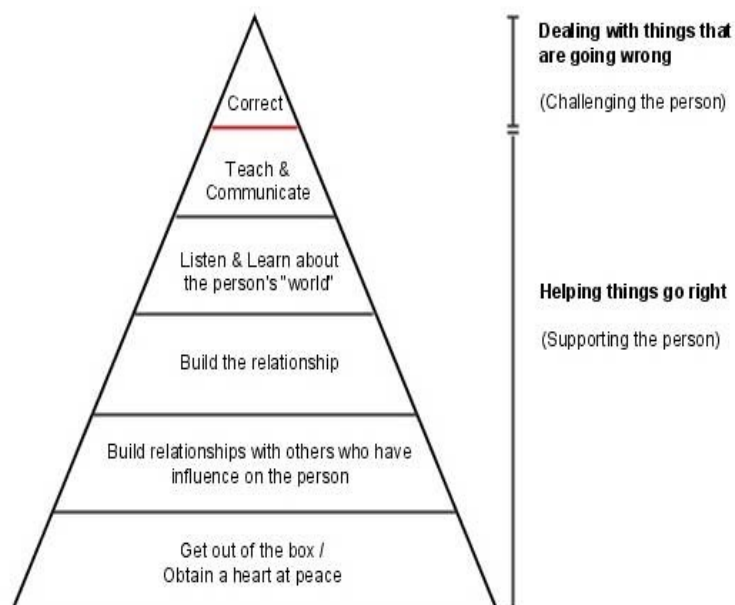 Correct
Teach &
Communicate
Listen & Learn about
the person's "world"
Build the relationship
Build relationships with others who have
influence on the person
Get out of the box /
Obtain a heart at peace
Dealing with things that
are going wrong
(Challenging the person)
Helping things go right
(Supporting the person)